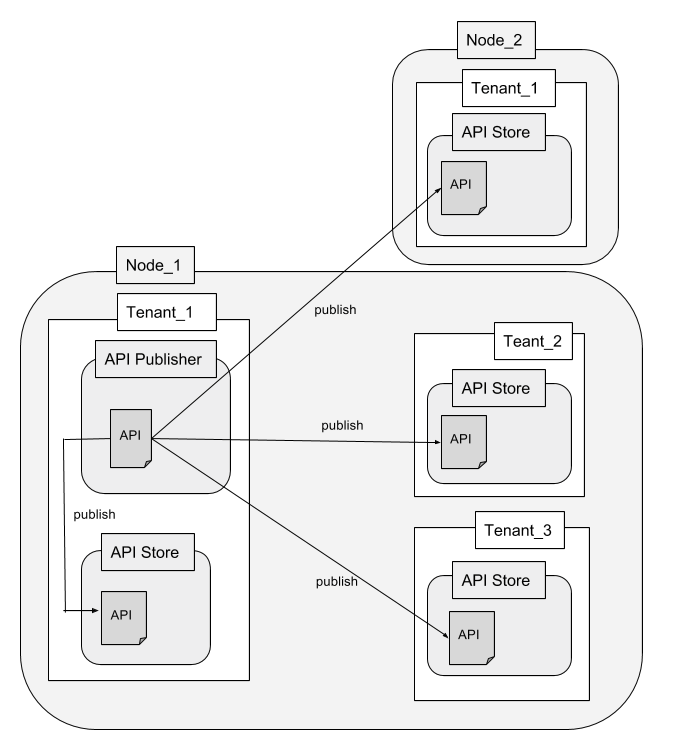 Node_2
Tenant_1
API Store
API
Node_1
Tenant_1
API Publisher
API
publish
API Store
API
publish
publish
publish
Teant_2
API Store
API
Tenant_3
API Store
API